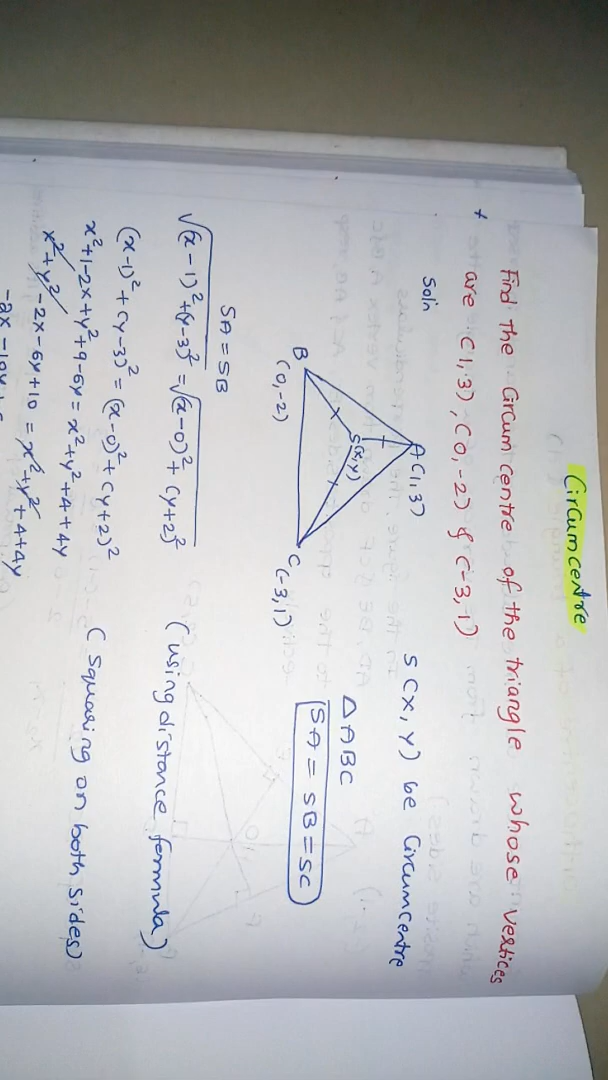 Circumcentre
+ Find the Circumcentre of the triangle whose vertices
are (1,3), (0,-2) & (-3,1)
Soln
S(x,y) be Circumcentre
A(1,3)
△ABC
S(x,y)
SA = SB = SC
B
(0,-2)
C(-3,1)
SA = SB
√(x-1)²+(y-3)² = √(x-0)²+(y+2)² (using distance formula)
(x-1)²+(y-3)² = (x-0)²+(y+2)² (Squaring on both sides)
x²+1-2x+y²+9-6y = x²+y²+4+4y
x²+y²-2x-6y+10 = x²+y²+4+4y